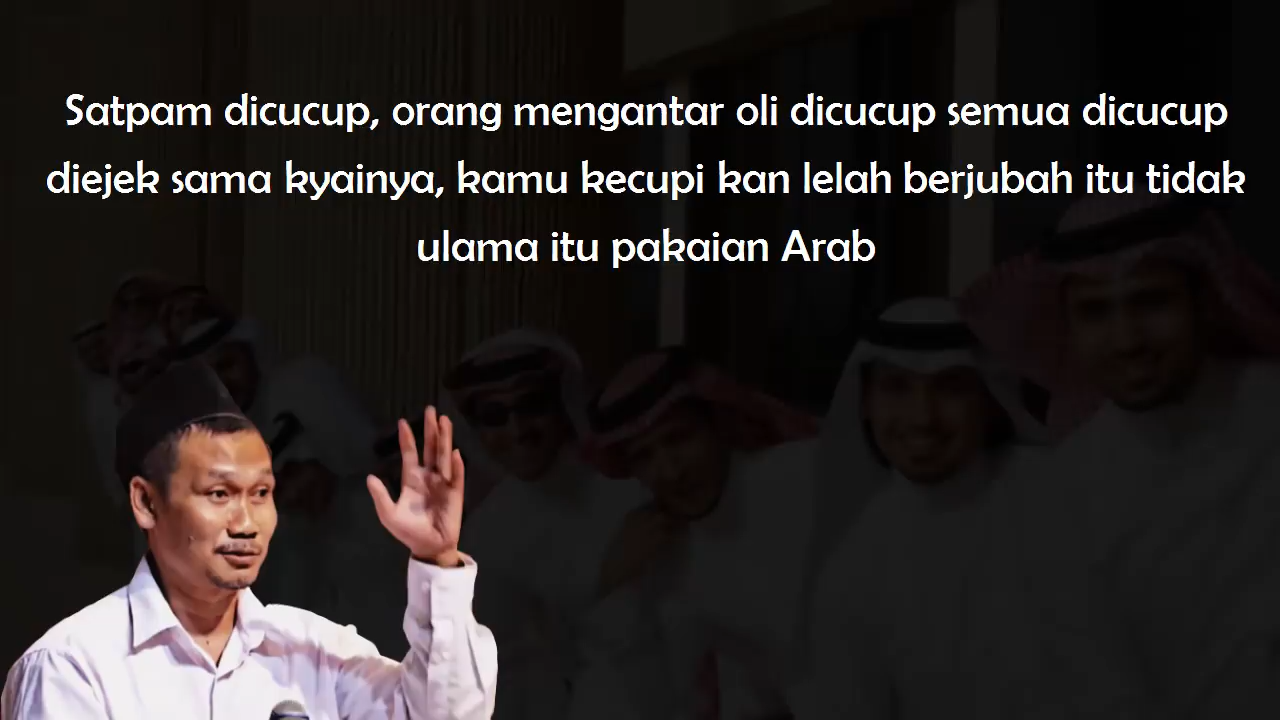 Satpam dicucup, orang mengantar oli dicucup semua dicucup
diejek sama kyainya, kamu kecupi kan lelah berjubah itu tidak
ulama itu pakaian Arab